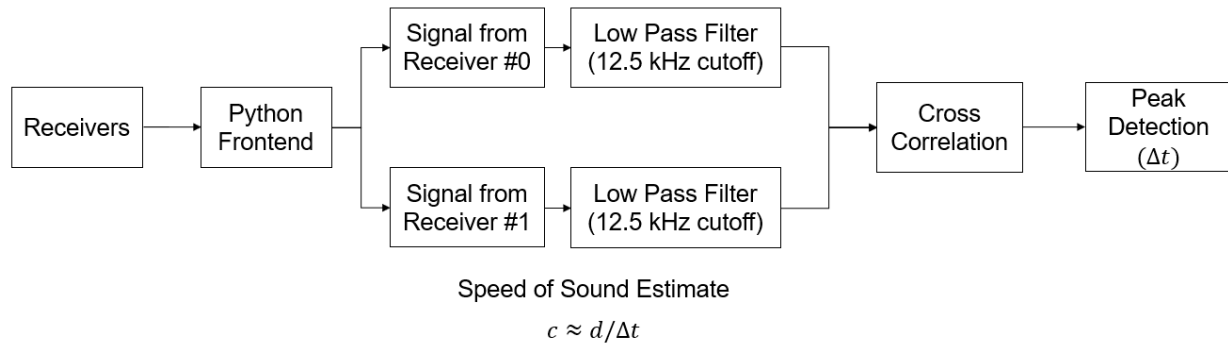 Receivers
Python
Frontend
Signal from
Receiver #0
Low Pass Filter
(12.5 kHz cutoff)
Signal from
Receiver #1
Low Pass Filter
(12.5 kHz cutoff)
Cross
Correlation
Peak
Detection
(Δt)
Speed of Sound Estimate
c ≈ d/Δt